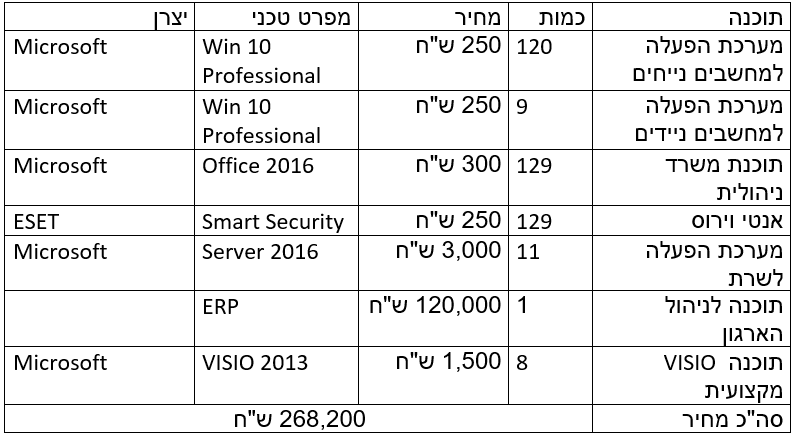 תוכנה כמות מחיר מפרט טכני יצרן
מערכת הפעלה 120 250 ש"ח Win 10 Microsoft
למחשבים נייחים Professional
מערכת הפעלה 9 250 ש"ח Win 10 Microsoft
למחשבים ניידים Professional
תוכנת משרד 129 300 ש"ח Office 2016 Microsoft
ניהולית
אנטי וירוס 129 250 ש"ח Smart Security ESET
מערכת הפעלה 11 3,000 ש"ח Server 2016 Microsoft
לשרת
תוכנה לניהול 1 120,000 ש"ח ERP
הארגון
תוכנה VISIO 8 1,500 ש"ח VISIO 2013 Microsoft
מקצועית
סה"כ מחיר 268,200 ש"ח